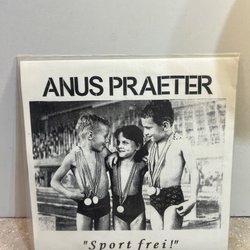 ANUS PRAETER
"Sport frei!"